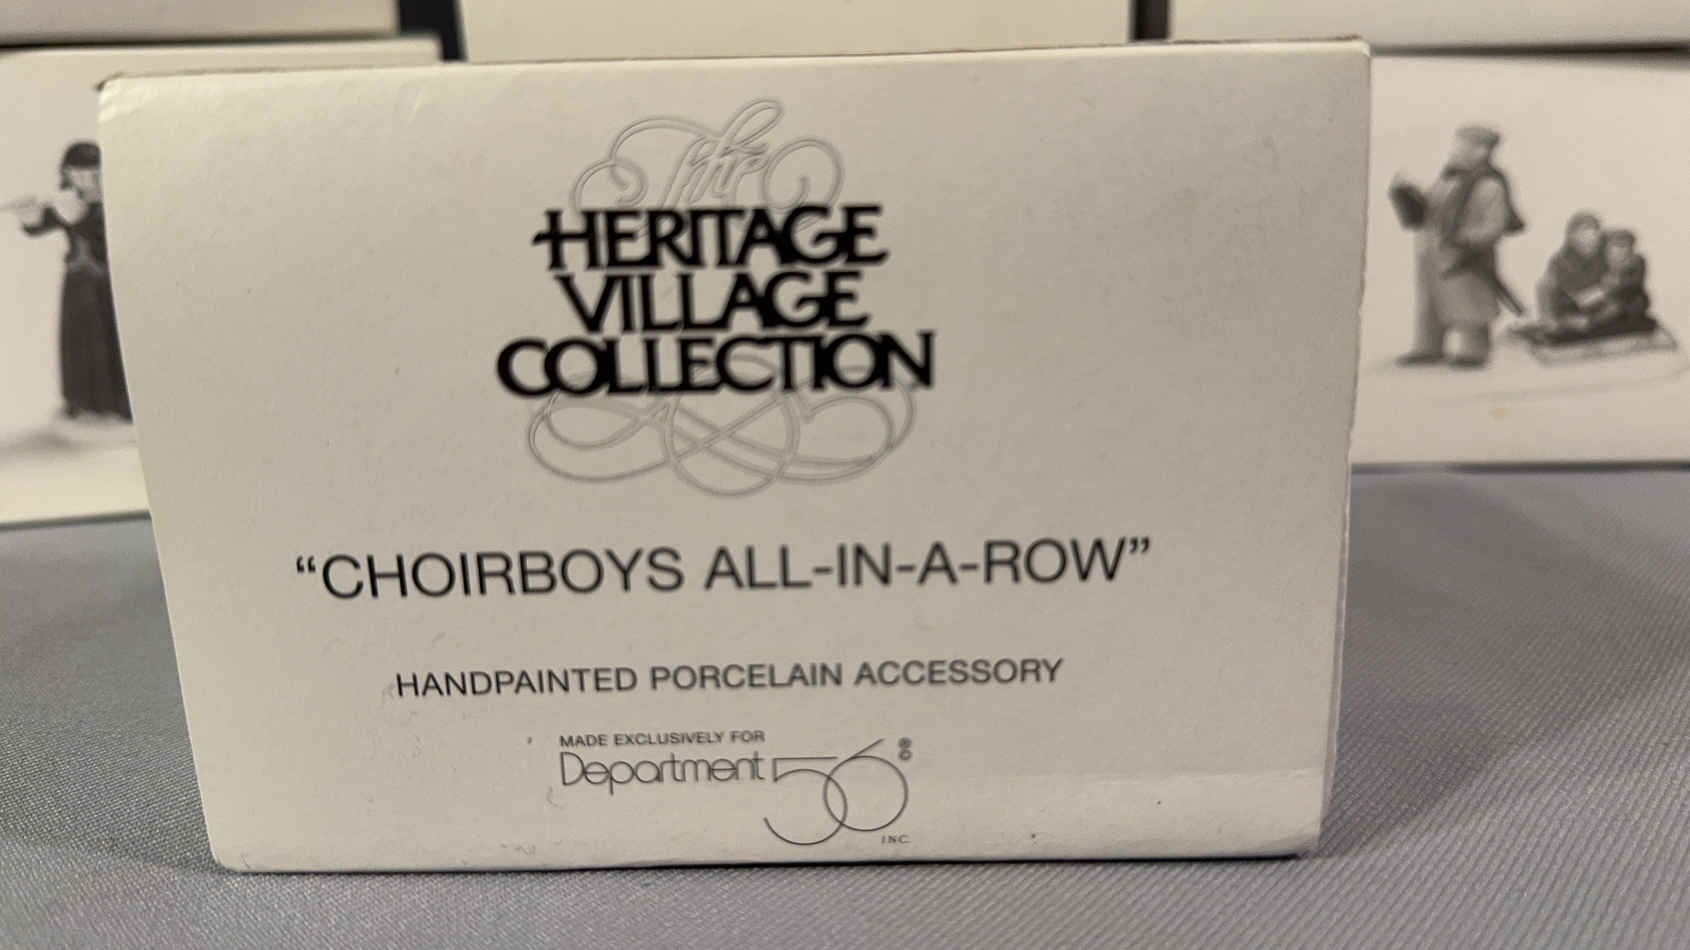 The
HERITAGE
VILLAGE
COLLECTION
“CHOIRBOYS ALL-IN-A-ROW”
HANDPAINTED PORCELAIN ACCESSORY
MADE EXCLUSIVELY FOR
Department 56®
INC.